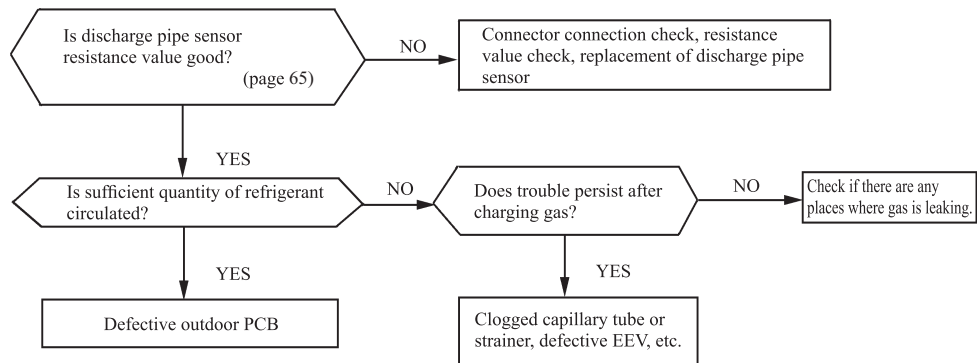 Is discharge pipe sensor
resistance value good?
(page 65)
NO
Connector connection check, resistance
value check, replacement of discharge pipe
sensor
YES
Is sufficient quantity of refrigerant
circulated?
NO
Does trouble persist after
charging gas?
NO
Check if there are any
places where gas is leaking.
YES
Defective outdoor PCB
YES
Clogged capillary tube or
strainer, defective EEV, etc.